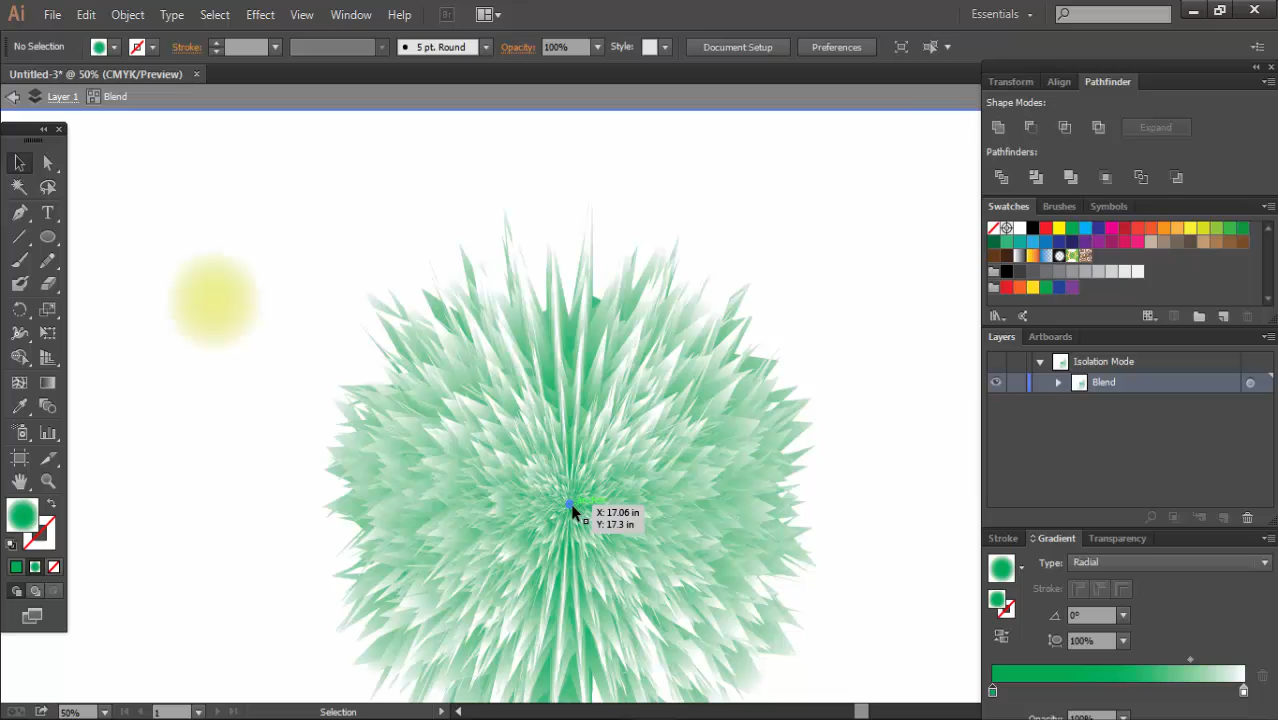 Ai File Edit Object Type Select Effect View Window Help Br Essentials
No Selection Stroke: 5 pt. Round Opacity: 100% Style: Document Setup Preferences
Untitled-3* @ 50% (CMYK/Preview) ×
Layer 1 Blend
Transform Align Pathfinder
Shape Modes:
Expand
Pathfinders:
Swatches Brushes Symbols
Layers Artboards
Isolation Mode
Blend
X: 17.06 in
Y: 17.3 in
Stroke Gradient Transparency
Type: Radial
Stroke:
0°
100%
Opacity:
50% 1 Selection